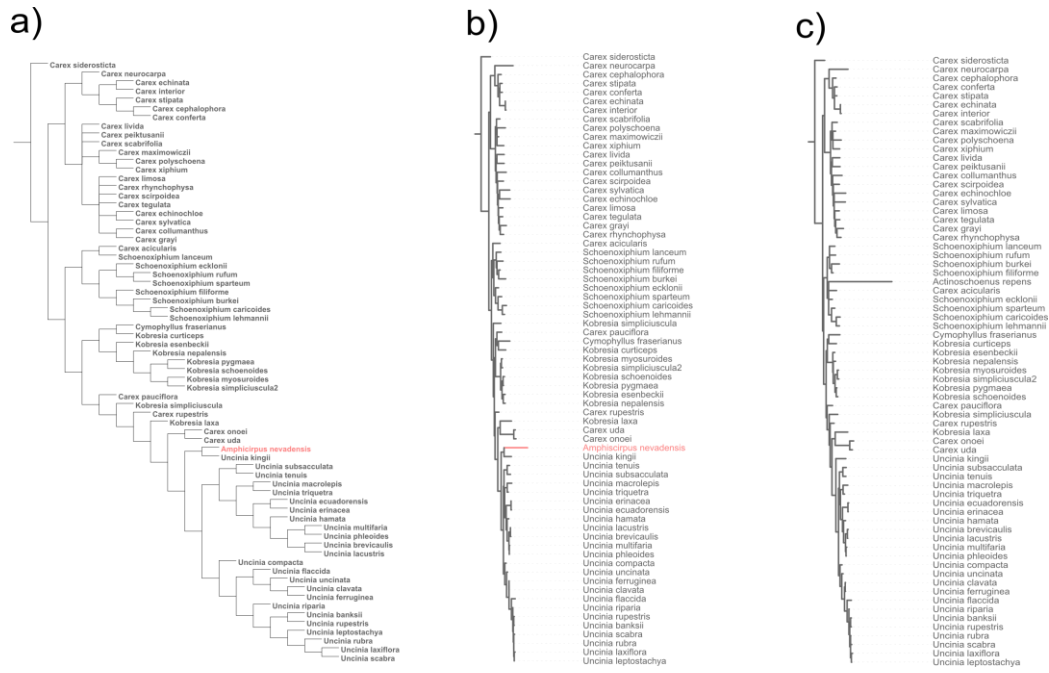 a)
Carex siderosticta
Carex neurocarpa
Carex echinata
Carex interior
Carex stipata
Carex cephalophora
Carex conferta
Carex livida
Carex peiktusanii
Carex scabrifolia
Carex maximowiczii
Carex polyschoena
Carex xiphium
Carex limosa
Carex rhynchophysa
Carex scirpoidea
Carex tegulata
Carex echinochloe
Carex sylvatica
Carex collumanthus
Carex grayi
Carex acicularis
Schoenoxiphium lanceum
Schoenoxiphium ecklonii
Schoenoxiphium rufum
Schoenoxiphium sparteum
Schoenoxiphium filiforme
Schoenoxiphium burkei
Schoenoxiphium caricoides
Schoenoxiphium lehmannii
Cymophyllus fraserianus
Kobresia curticeps
Kobresia esenbeckii
Kobresia nepalensis
Kobresia pygmaea
Kobresia schoenoides
Kobresia myosuroides
Kobresia simpliciuscula2
Carex pauciflora
Kobresia simpliciuscula
Carex rupestris
Kobresia laxa
Carex onoei
Carex uda
Amphicirpus nevadensis
Uncinia kingii
Uncinia subsacculata
Uncinia tenuis
Uncinia macrolepis
Uncinia triquetra
Uncinia ecuadorensis
Uncinia erinacea
Uncinia hamata
Uncinia multifaria
Uncinia phleoides
Uncinia brevicaulis
Uncinia lacustris
Uncinia compacta
Uncinia flaccida
Uncinia uncinata
Uncinia clavata
Uncinia ferruginea
Uncinia riparia
Uncinia banksii
Uncinia rupestris
Uncinia leptostachya
Uncinia rubra
Uncinia laxiflora
Uncinia scabra
b)
Carex siderosticta
Carex neurocarpa
Carex cephalophora
Carex stipata
Carex conferta
Carex echinata
Carex interior
Carex scabrifolia
Carex polyschoena
Carex maximowiczii
Carex xiphium
Carex livida
Carex peiktusanii
Carex collumanthus
Carex scirpoidea
Carex sylvatica
Carex echinochloe
Carex limosa
Carex tegulata
Carex grayi
Carex rhynchophysa
Carex acicularis
Schoenoxiphium lanceum
Schoenoxiphium rufum
Schoenoxiphium filiforme
Schoenoxiphium burkei
Schoenoxiphium ecklonii
Schoenoxiphium sparteum
Schoenoxiphium caricoides
Schoenoxiphium lehmannii
Kobresia simpliciuscula
Carex pauciflora
Cymophyllus fraserianus
Kobresia curticeps
Kobresia myosuroides
Kobresia simpliciuscula2
Kobresia schoenoides
Kobresia pygmaea
Kobresia esenbeckii
Kobresia nepalensis
Carex rupestris
Kobresia laxa
Carex uda
Carex onoei
Amphiscirpus nevadensis
Uncinia kingii
Uncinia tenuis
Uncinia subsacculata
Uncinia macrolepis
Uncinia triquetra
Uncinia erinacea
Uncinia ecuadorensis
Uncinia hamata
Uncinia lacustris
Uncinia brevicaulis
Uncinia multifaria
Uncinia phleoides
Uncinia compacta
Uncinia uncinata
Uncinia ferruginea
Uncinia clavata
Uncinia flaccida
Uncinia riparia
Uncinia rupestris
Uncinia banksii
Uncinia scabra
Uncinia rubra
Uncinia laxiflora
Uncinia leptostachya
c)
Carex siderosticta
Carex neurocarpa
Carex cephalophora
Carex conferta
Carex stipata
Carex echinata
Carex interior
Carex scabrifolia
Carex maximowiczii
Carex polyschoena
Carex xiphium
Carex livida
Carex peiktusanii
Carex collumanthus
Carex scirpoidea
Carex echinochloe
Carex sylvatica
Carex limosa
Carex tegulata
Carex grayi
Carex rhynchophysa
Schoenoxiphium lanceum
Schoenoxiphium rufum
Schoenoxiphium burkei
Schoenoxiphium filiforme
Actinoschoenus repens
Carex acicularis
Schoenoxiphium ecklonii
Schoenoxiphium sparteum
Schoenoxiphium caricoides
Schoenoxiphium lehmannii
Cymophyllus fraserianus
Kobresia curticeps
Kobresia esenbeckii
Kobresia nepalensis
Kobresia myosuroides
Kobresia simpliciuscula2
Kobresia pygmaea
Kobresia schoenoides
Carex pauciflora
Kobresia simpliciuscula
Carex rupestris
Kobresia laxa
Carex onoei
Carex uda
Uncinia kingii
Uncinia subsacculata
Uncinia tenuis
Uncinia macrolepis
Uncinia triquetra
Uncinia ecuadorensis
Uncinia erinacea
Uncinia hamata
Uncinia brevicaulis
Uncinia lacustris
Uncinia multifaria
Uncinia phleoides
Uncinia compacta
Uncinia uncinata
Uncinia clavata
Uncinia ferruginea
Uncinia flaccida
Uncinia riparia
Uncinia banksii
Uncinia rupestris
Uncinia rubra
Uncinia scabra
Uncinia laxiflora
Uncinia leptostachya